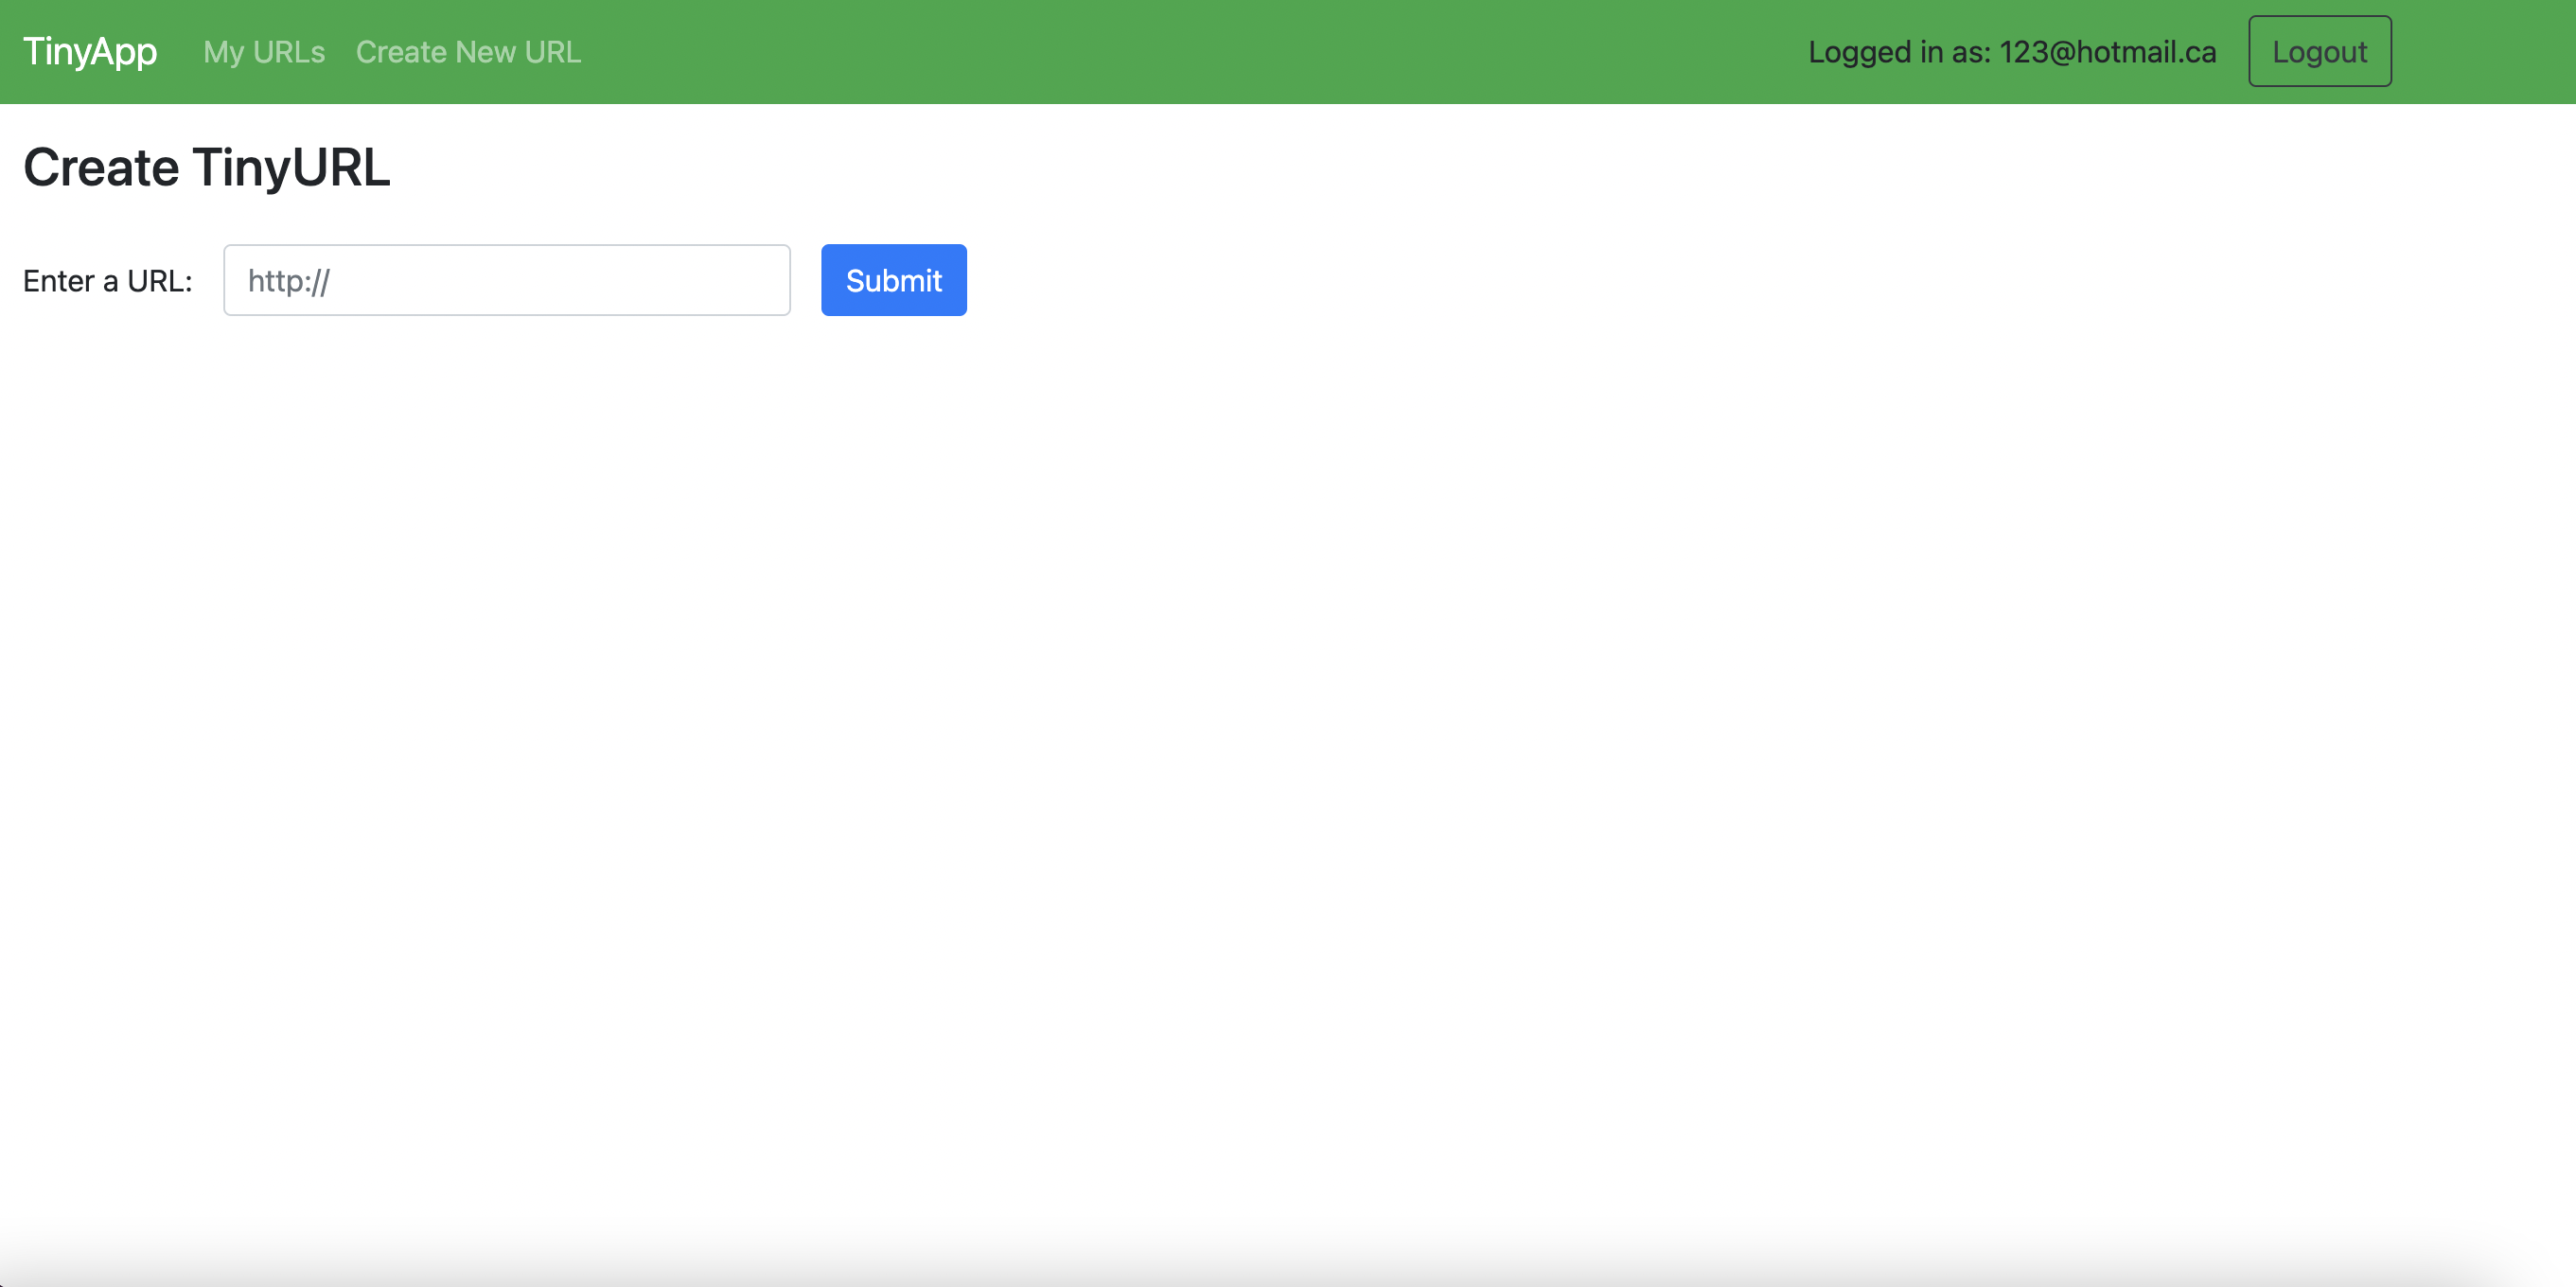 TinyApp My URLs Create New URL Logged in as: 123@hotmail.ca Logout
Create TinyURL
Enter a URL: http:// Submit